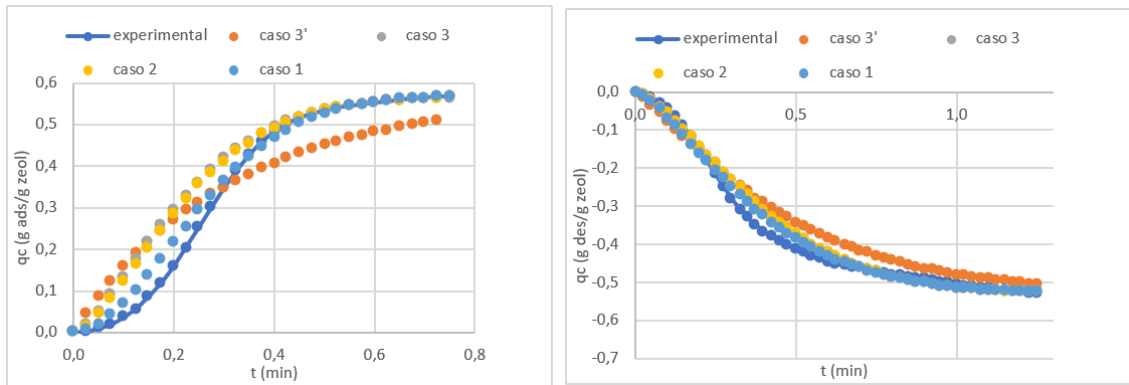 experimental caso 3' caso 3
caso 2 caso 1
0,6
0,5
0,4
0,3
0,2
0,1
0,0
0,0 0,2 0,4 0,6 0,8
qc (g ads/g zeol)
t (min)
experimental caso 3' caso 3
caso 2 caso 1
0,0
-0,1
-0,2
-0,3
-0,4
-0,5
-0,6
-0,7
0,0 0,5 1,0
qc (g des/g zeol)
t (min)